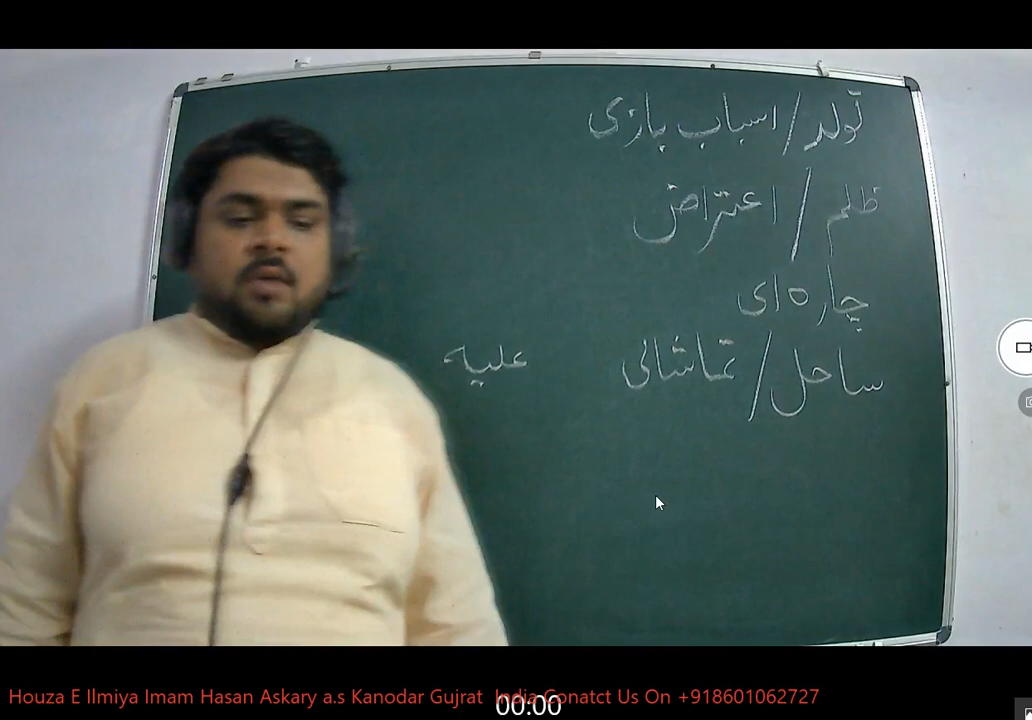 تولد / اسباب بازی
ظلم / اعتراض
چاره ای
ساحل / تماشائی
علیه
Houza E Ilmiya Imam Hasan Askary a.s Kanodar Gujrat India Conatct Us On +918601062727
00:00